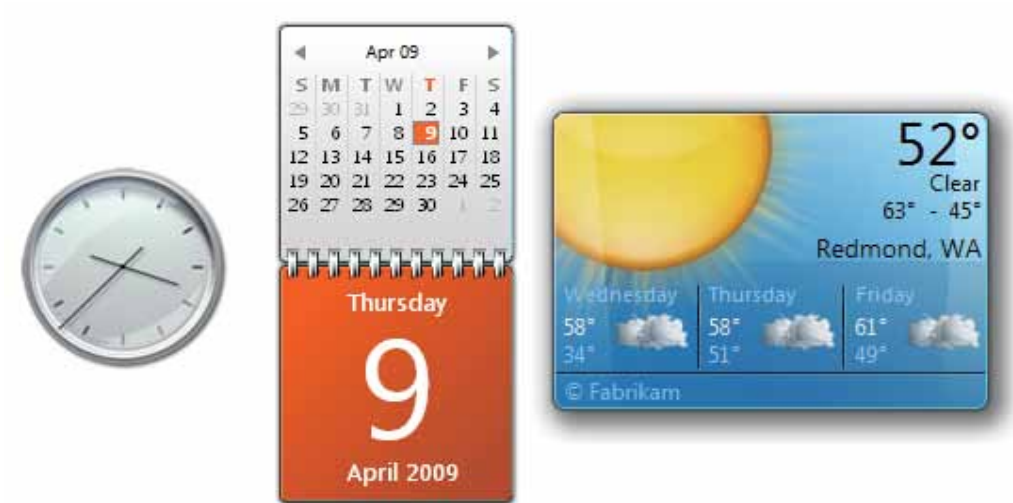 Apr 09
S M T W T F S
29 30 31 1 2 3 4
5 6 7 8 9 10 11
12 13 14 15 16 17 18
19 20 21 22 23 24 25
26 27 28 29 30 1 2
Thursday
9
April 2009
52°
Clear
63° - 45°
Redmond, WA
Wednesday Thursday Friday
58° 58° 61°
34° 51° 49°
© Fabrikam